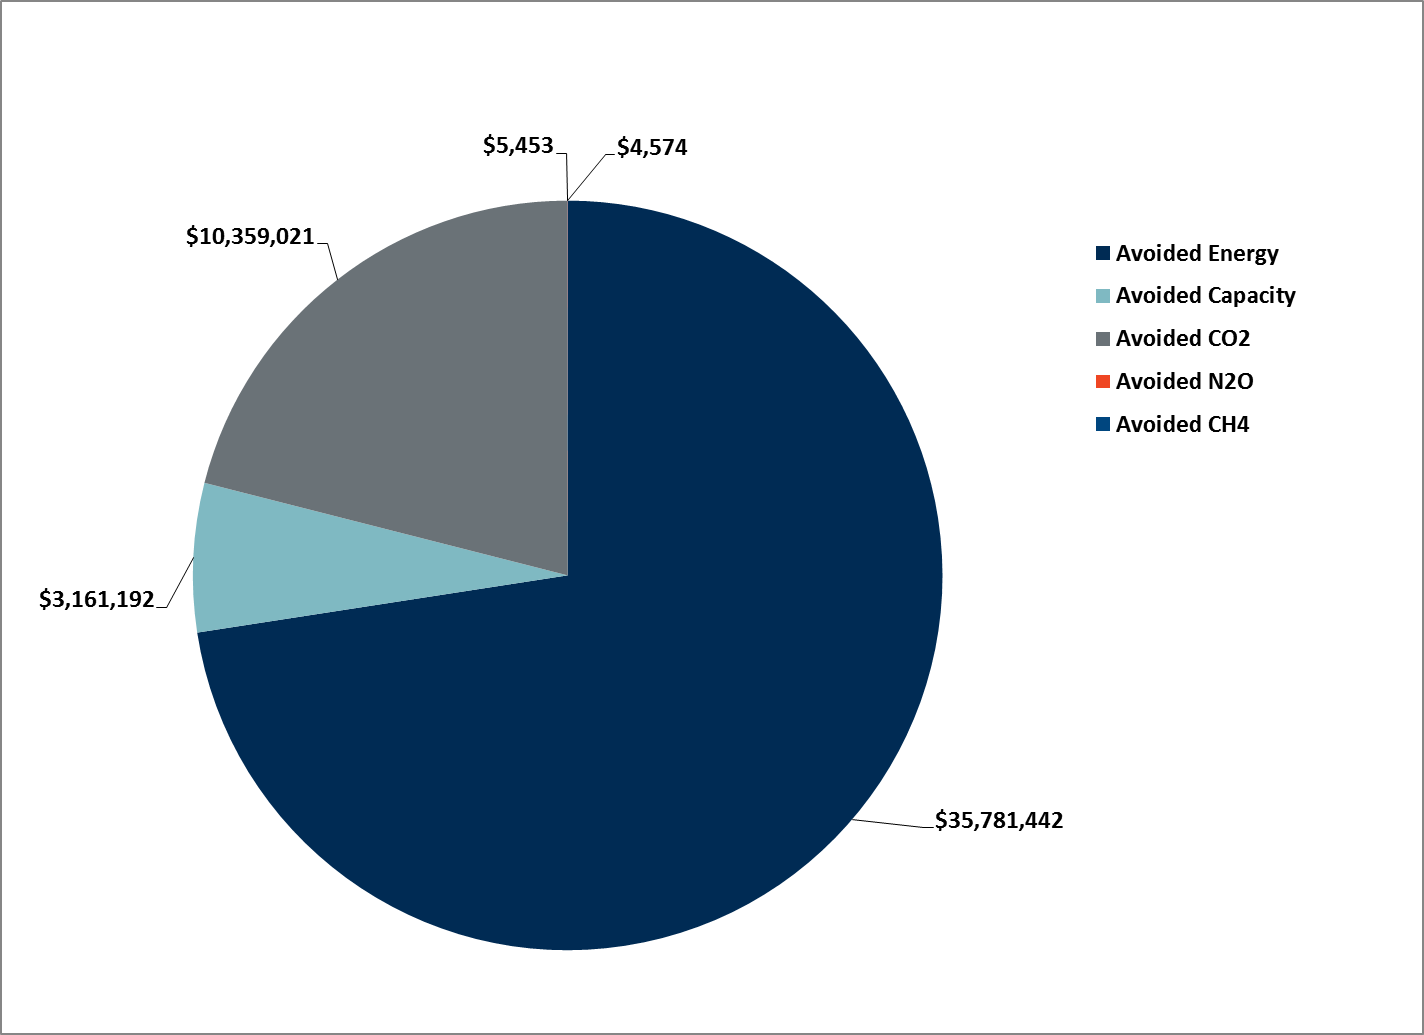 $5,453
$4,574
$10,359,021
$3,161,192
$35,781,442
Avoided Energy
Avoided Capacity
Avoided CO2
Avoided N2O
Avoided CH4